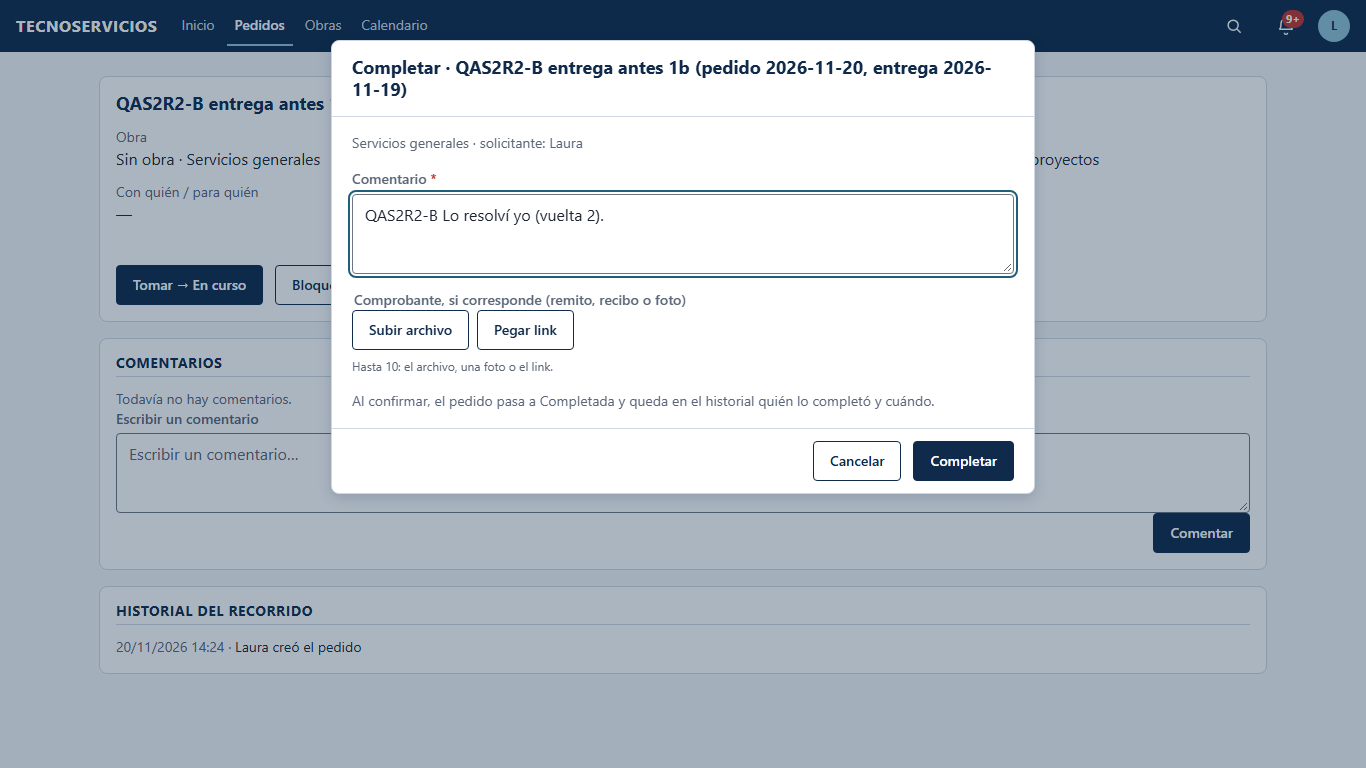 TECNOSERVICIOS Inicio Pedidos Obras Calendario 9+ L
Completar · QAS2R2-B entrega antes 1b (pedido 2026-11-20, entrega 2026-
11-19)
QAS2R2-B entrega antes
Servicios generales · solicitante: Laura
Obra
Sin obra · Servicios generales
proyectos
Comentario *
Con quién / para quién
—
QAS2R2-B Lo resolví yo (vuelta 2).
Tomar → En curso
Comprobante, si corresponde (remito, recibo o foto)
Subir archivo Pegar link
Hasta 10: el archivo, una foto o el link.
Al confirmar, el pedido pasa a Completada y queda en el historial quién lo completó y cuándo.
Cancelar Completar
COMENTARIOS
Todavía no hay comentarios.
Escribir un comentario
Escribir un comentario...
Comentar
HISTORIAL DEL RECORRIDO
20/11/2026 14:24 · Laura creó el pedido